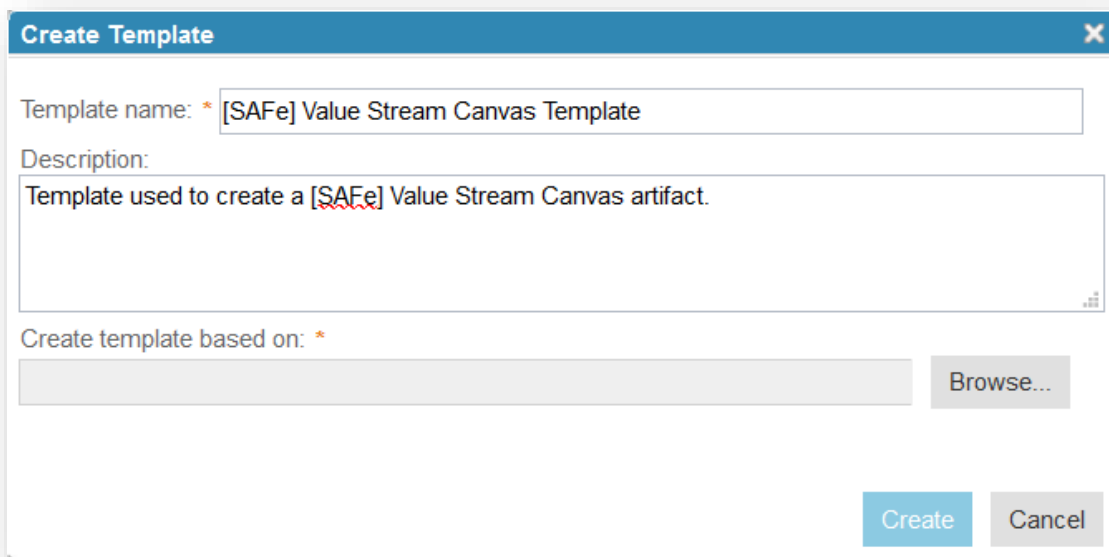 Create Template
Template name: * [SAFe] Value Stream Canvas Template
Description:
Template used to create a [SAFe] Value Stream Canvas artifact.
Create template based on: *
Browse...
Create Cancel